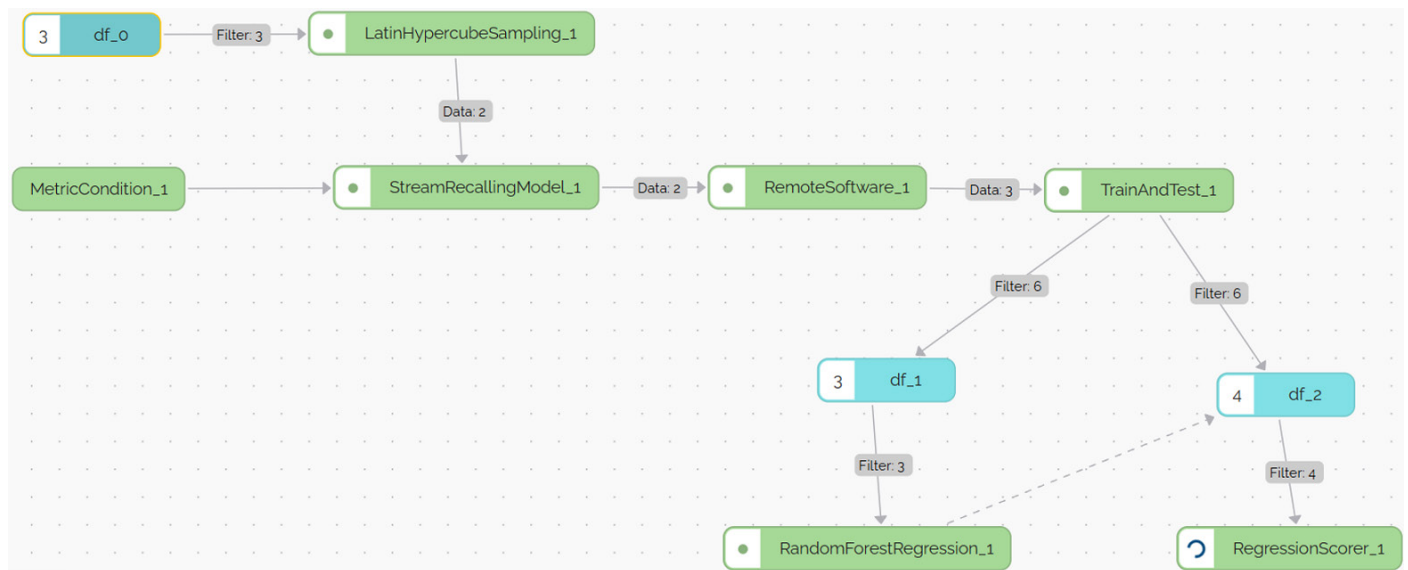 3 df_0
Filter: 3
LatinHypercubeSampling_1
Data: 2
MetricCondition_1
StreamRecallingModel_1
Data: 2
RemoteSoftware_1
Data: 3
TrainAndTest_1
Filter: 6
Filter: 6
3 df_1
4 df_2
Filter: 3
Filter: 4
RandomForestRegression_1
RegressionScorer_1